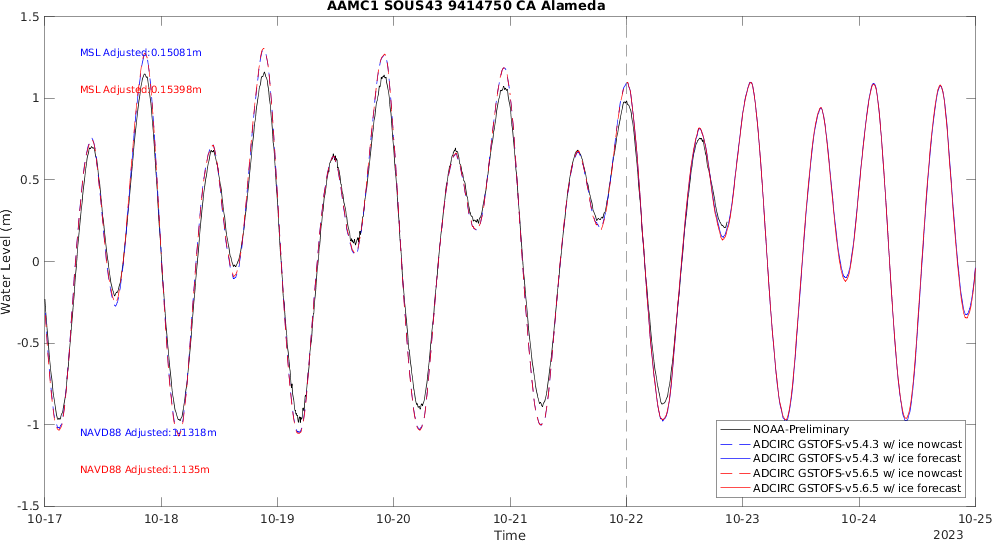 AAMC1 SOUS43 9414750 CA Alameda
1.5
1
0.5
0
-0.5
-1
-1.5
Water Level (m)
MSL Adjusted:0.15081m
MSL Adjusted:0.15398m
NAVD88 Adjusted:1.1318m
NAVD88 Adjusted:1.135m
NOAA-Preliminary
ADCIRC GSTOFS-v5.4.3 w/ ice nowcast
ADCIRC GSTOFS-v5.4.3 w/ ice forecast
ADCIRC GSTOFS-v5.6.5 w/ ice nowcast
ADCIRC GSTOFS-v5.6.5 w/ ice forecast
10-17 10-18 10-19 10-20 10-21 10-22 10-23 10-24 10-25
Time
2023